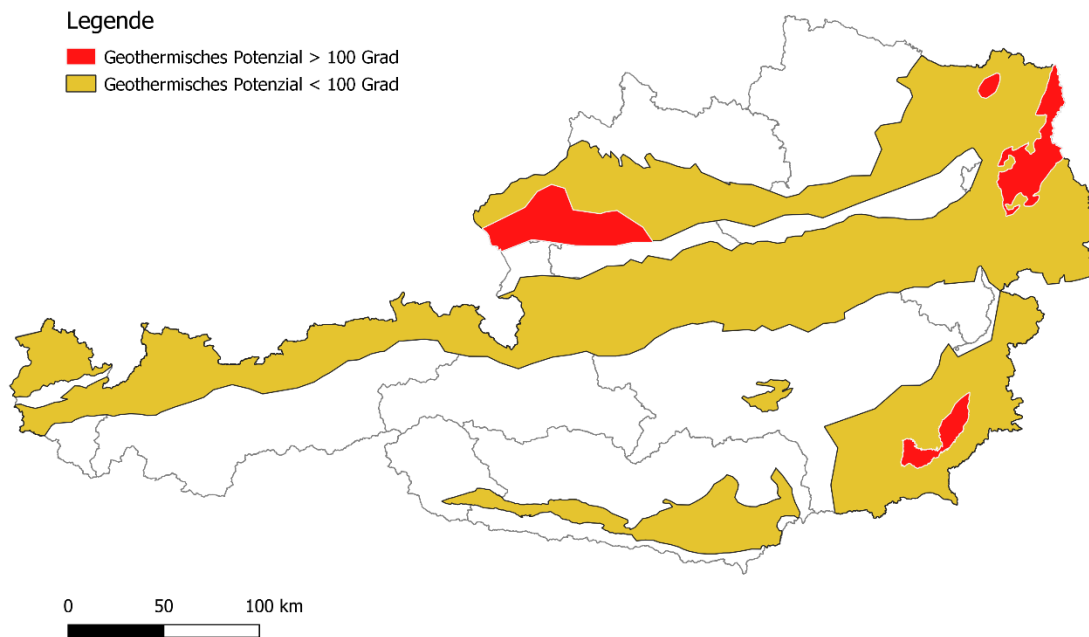 Legende
Geothermisches Potenzial > 100 Grad
Geothermisches Potenzial < 100 Grad
0 50 100 km